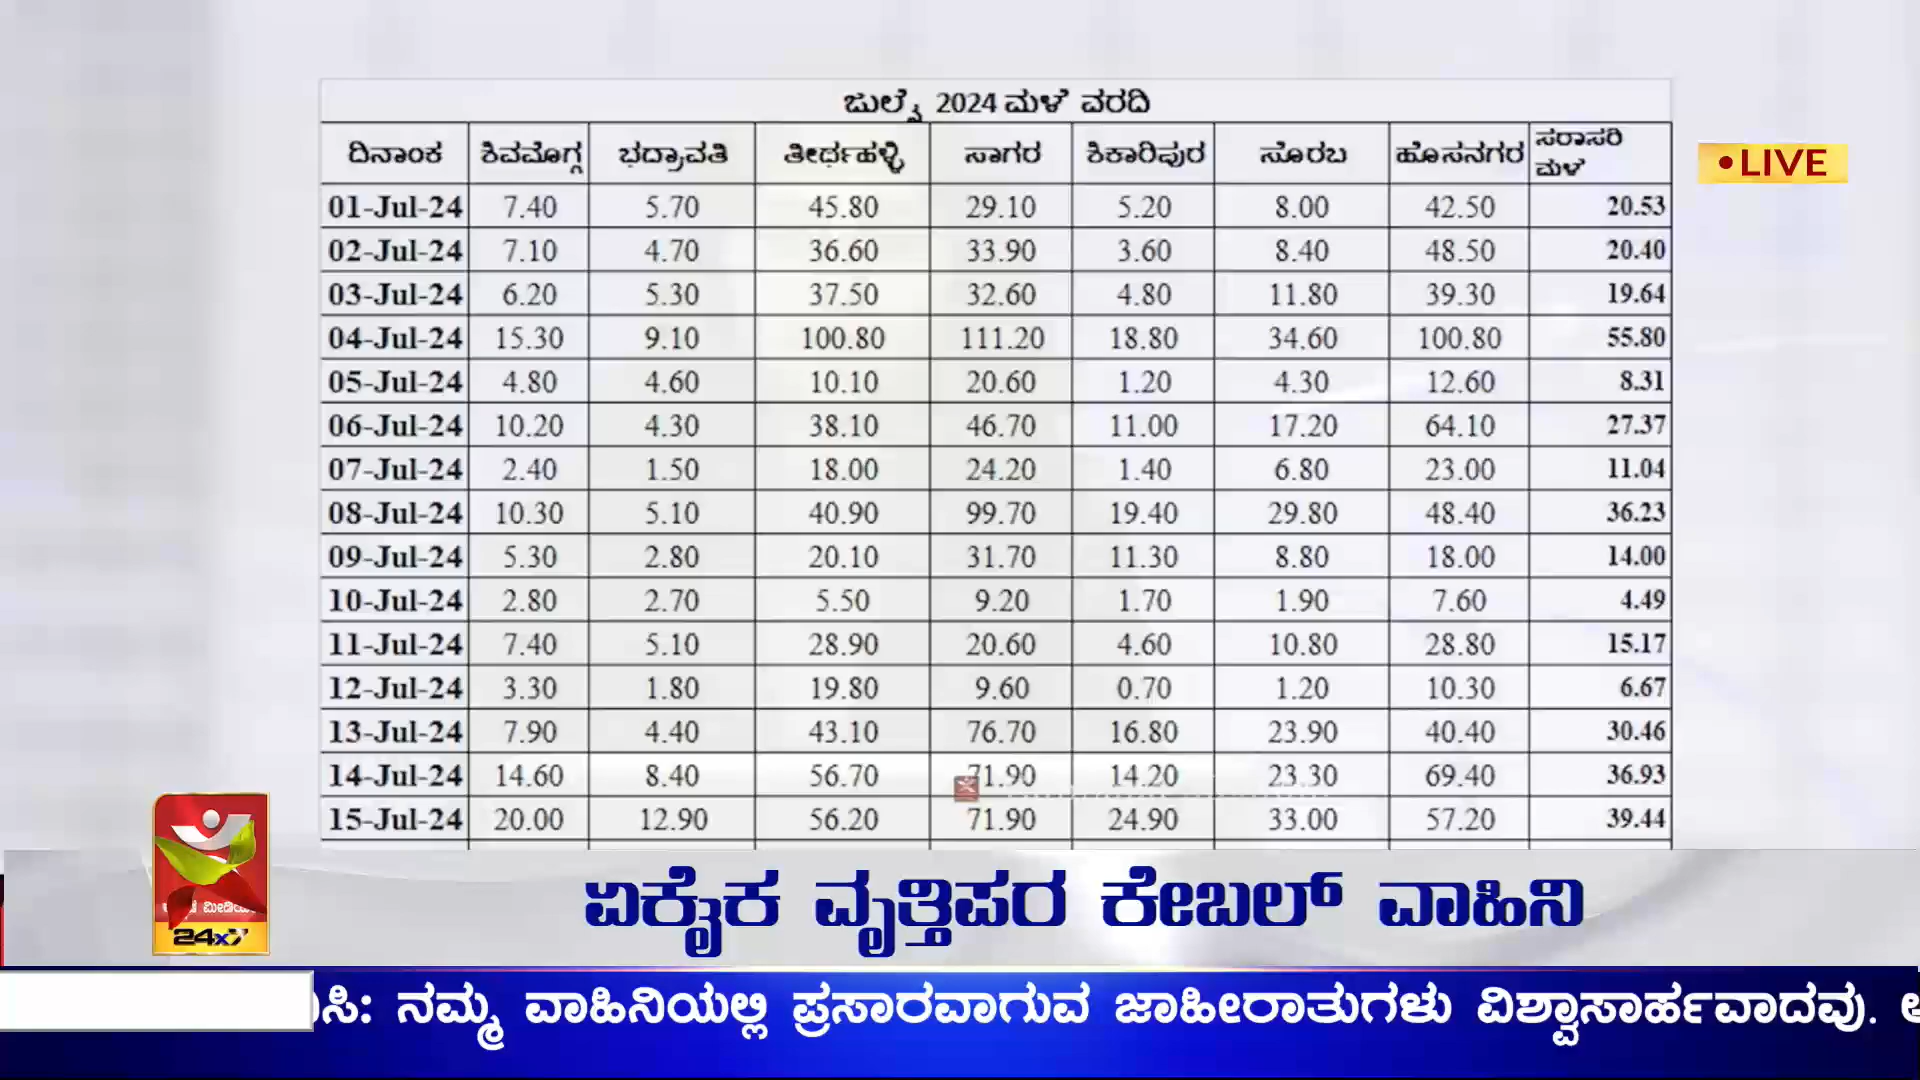 ಜುಲೈ 2024 ಮಳೆ ವರದಿ
ದಿನಾಂಕ ಶಿವಮೊಗ್ಗ ಭದ್ರಾವತಿ ತೀರ್ಥಹಳ್ಳಿ ಸಾಗರ ಶಿಕಾರಿಪುರ ಸೊರಬ ಹೊಸನಗರ ಸರಾಸರಿ ಮಳೆ
01-Jul-24 7.40 5.70 45.80 29.10 5.20 8.00 42.50 20.53
02-Jul-24 7.10 4.70 36.60 33.90 3.60 8.40 48.50 20.40
03-Jul-24 6.20 5.30 37.50 32.60 4.80 11.80 39.30 19.64
04-Jul-24 15.30 9.10 100.80 111.20 18.80 34.60 100.80 55.80
05-Jul-24 4.80 4.60 10.10 20.60 1.20 4.30 12.60 8.31
06-Jul-24 10.20 4.30 38.10 46.70 11.00 17.20 64.10 27.37
07-Jul-24 2.40 1.50 18.00 24.20 1.40 6.80 23.00 11.04
08-Jul-24 10.30 5.10 40.90 99.70 19.40 29.80 48.40 36.23
09-Jul-24 5.30 2.80 20.10 31.70 11.30 8.80 18.00 14.00
10-Jul-24 2.80 2.70 5.50 9.20 1.70 1.90 7.60 4.49
11-Jul-24 7.40 5.10 28.90 20.60 4.60 10.80 28.80 15.17
12-Jul-24 3.30 1.80 19.80 9.60 0.70 1.20 10.30 6.67
13-Jul-24 7.90 4.40 43.10 76.70 16.80 23.90 40.40 30.46
14-Jul-24 14.60 8.40 56.70 71.90 14.20 23.30 69.40 36.93
15-Jul-24 20.00 12.90 56.20 71.90 24.90 33.00 57.20 39.44
•LIVE
24x7
ಏಕೈಕ ವೃತ್ತಿಪರ ಕೇಬಲ್ ವಾಹಿನಿ
ನಮ್ಮ ವಾಹಿನಿಯಲ್ಲಿ ಪ್ರಸಾರವಾಗುವ ಜಾಹೀರಾತುಗಳು ವಿಶ್ವಾಸಾರ್ಹವಾದವು.